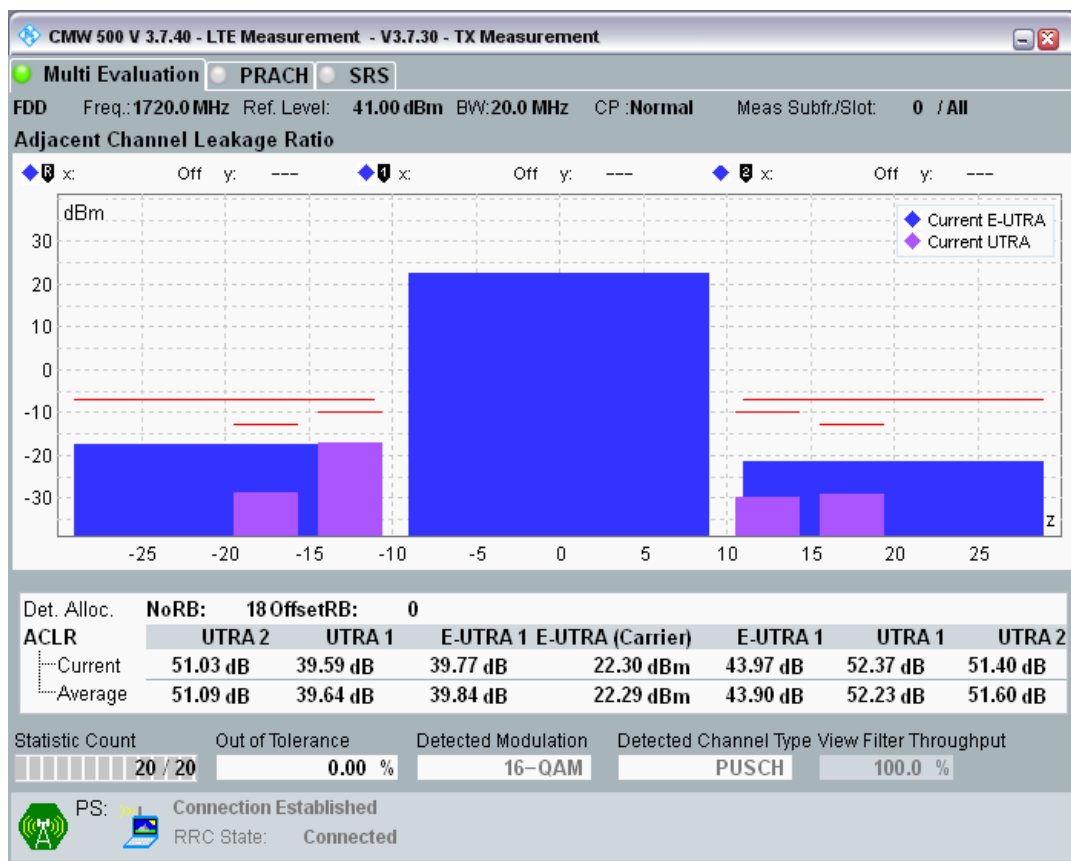 CMW 500 V 3.7.40 - LTE Measurement - V3.7.30 - TX Measurement
Multi Evaluation PRACH SRS
FDD Freq.: 1720.0 MHz Ref. Level: 41.00 dBm BW: 20.0 MHz CP : Normal Meas Subfr./Slot: 0 / All
Adjacent Channel Leakage Ratio
R x: Off y: --- 1 x: Off y: --- 2 x: Off y: ---
dBm
Current E-UTRA
Current UTRA
30
20
10
0
-10
-20
-30
z
-25 -20 -15 -10 -5 0 5 10 15 20 25
Det. Alloc. NoRB: 18 OffsetRB: 0
ACLR UTRA 2 UTRA 1 E-UTRA 1 E-UTRA (Carrier) E-UTRA 1 UTRA 1 UTRA 2
Current 51.03 dB 39.59 dB 39.77 dB 22.30 dBm 43.97 dB 52.37 dB 51.40 dB
Average 51.09 dB 39.64 dB 39.84 dB 22.29 dBm 43.90 dB 52.23 dB 51.60 dB
Statistic Count Out of Tolerance Detected Modulation Detected Channel Type View Filter Throughput
20 / 20 0.00 % 16-QAM PUSCH 100.0 %
PS: Connection Established
RRC State: Connected